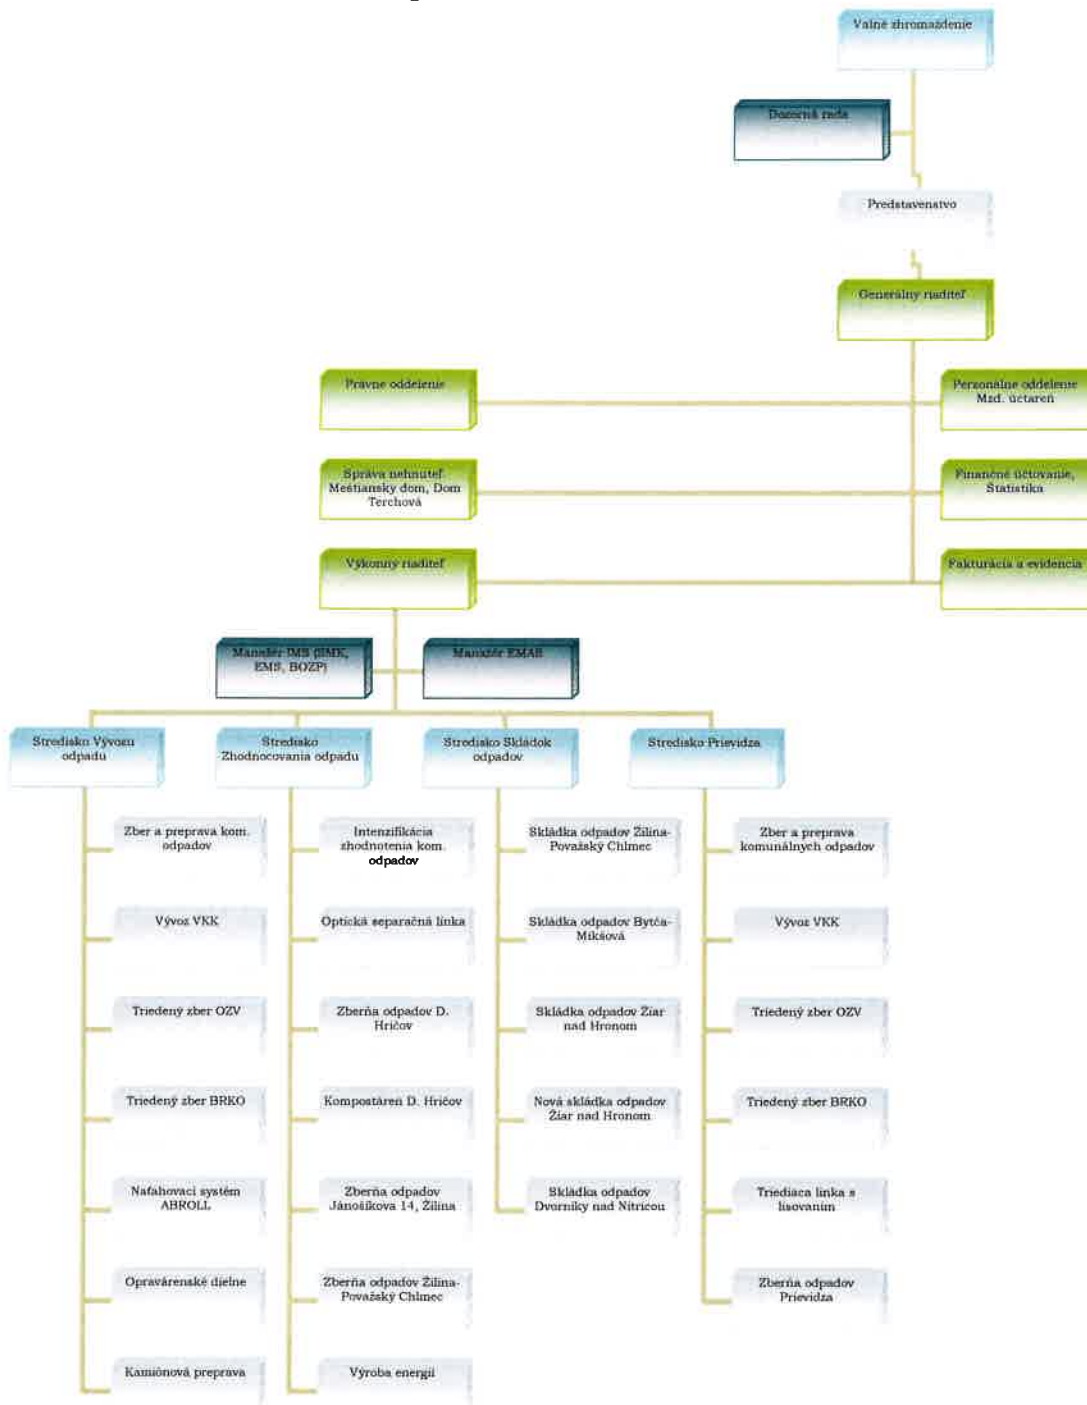 Valné zhromaždenie
Dozorná rada
Predstavenstvo
Generálny riaditeľ
Právne oddelenie
Personálne oddelenie
Mzd. účtareň
Správa nehnuteľ.
Meštiansky dom, Dom
Terchová
Finančné účtovanie,
Štatistika
Výkonný riaditeľ
Fakturácia a evidencia
Manažér IMS (SMK,
EMS, BOZP)
Manažér EMAS
Stredisko Vývozu
odpadu
Stredisko
Zhodnocovania odpadu
Stredisko Skládok
odpadov
Stredisko Prievidza
Zber a preprava kom.
odpadov
Intenzifikácia
zhodnotenia kom.
odpadov
Skládka odpadov Žilina-
Považský Chlmec
Zber a preprava
komunálnych odpadov
Vývoz VKK
Optická separačná linka
Skládka odpadov Bytča-
Mikšová
Vývoz VKK
Triedený zber OZV
Zberňa odpadov D.
Hričov
Skládka odpadov Žiar
nad Hronom
Triedený zber OZV
Triedený zber BRKO
Kompostáreň D. Hričov
Nová skládka odpadov
Žiar nad Hronom
Triedený zber BRKO
Naťahovací systém
ABROLL
Zberňa odpadov
Jánošíkova 14, Žilina
Skládka odpadov
Dvorníky nad Nitricou
Triediaca linka s
lisovaním
Opravárenské dielne
Zberňa odpadov Žilina-
Považský Chlmec
Zberňa odpadov
Prievidza
Kamiónová preprava
Výroba energií